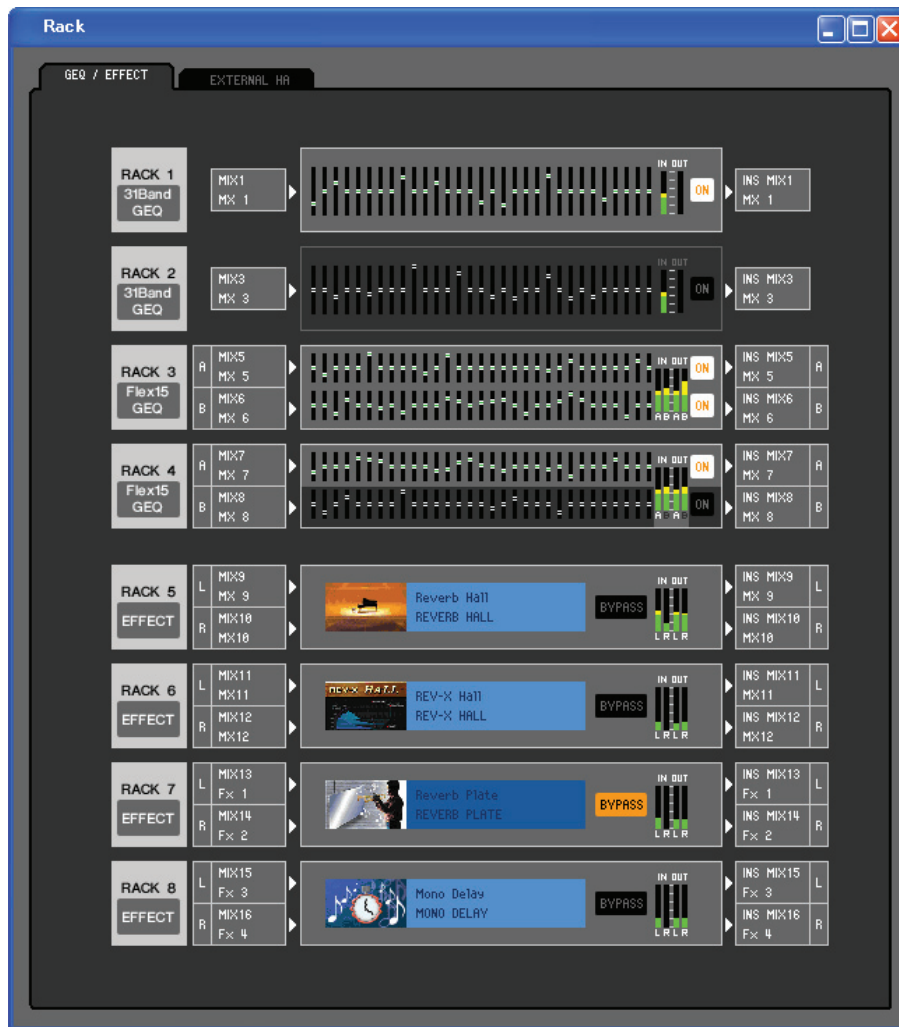 Rack
GEQ / EFFECT
EXTERNAL HA
RACK 1
31Band
GEQ
MIX1
MX 1
IN OUT
ON
INS MIX1
MX 1
RACK 2
31Band
GEQ
MIX3
MX 3
IN OUT
ON
INS MIX3
MX 3
RACK 3
Flex15
GEQ
A
MIX5
MX 5
B
MIX6
MX 6
IN OUT
ON
ON
A B A B
INS MIX5
MX 5
A
INS MIX6
MX 6
B
RACK 4
Flex15
GEQ
A
MIX7
MX 7
B
MIX8
MX 8
IN OUT
ON
ON
A B A B
INS MIX7
MX 7
A
INS MIX8
MX 8
B
RACK 5
EFFECT
L
MIX9
MX 9
R
MIX10
MX10
Reverb Hall
REVERB HALL
BYPASS
IN OUT
L R L R
INS MIX9
MX 9
L
INS MIX10
MX10
R
RACK 6
EFFECT
L
MIX11
MX11
R
MIX12
MX12
REV-X HALL
REV-X Hall
REV-X HALL
BYPASS
IN OUT
L R L R
INS MIX11
MX11
L
INS MIX12
MX12
R
RACK 7
EFFECT
L
MIX13
Fx 1
R
MIX14
Fx 2
Reverb Plate
REVERB PLATE
BYPASS
IN OUT
L R L R
INS MIX13
Fx 1
L
INS MIX14
Fx 2
R
RACK 8
EFFECT
L
MIX15
Fx 3
R
MIX16
Fx 4
Mono Delay
MONO DELAY
BYPASS
IN OUT
L R L R
INS MIX15
Fx 3
L
INS MIX16
Fx 4
R